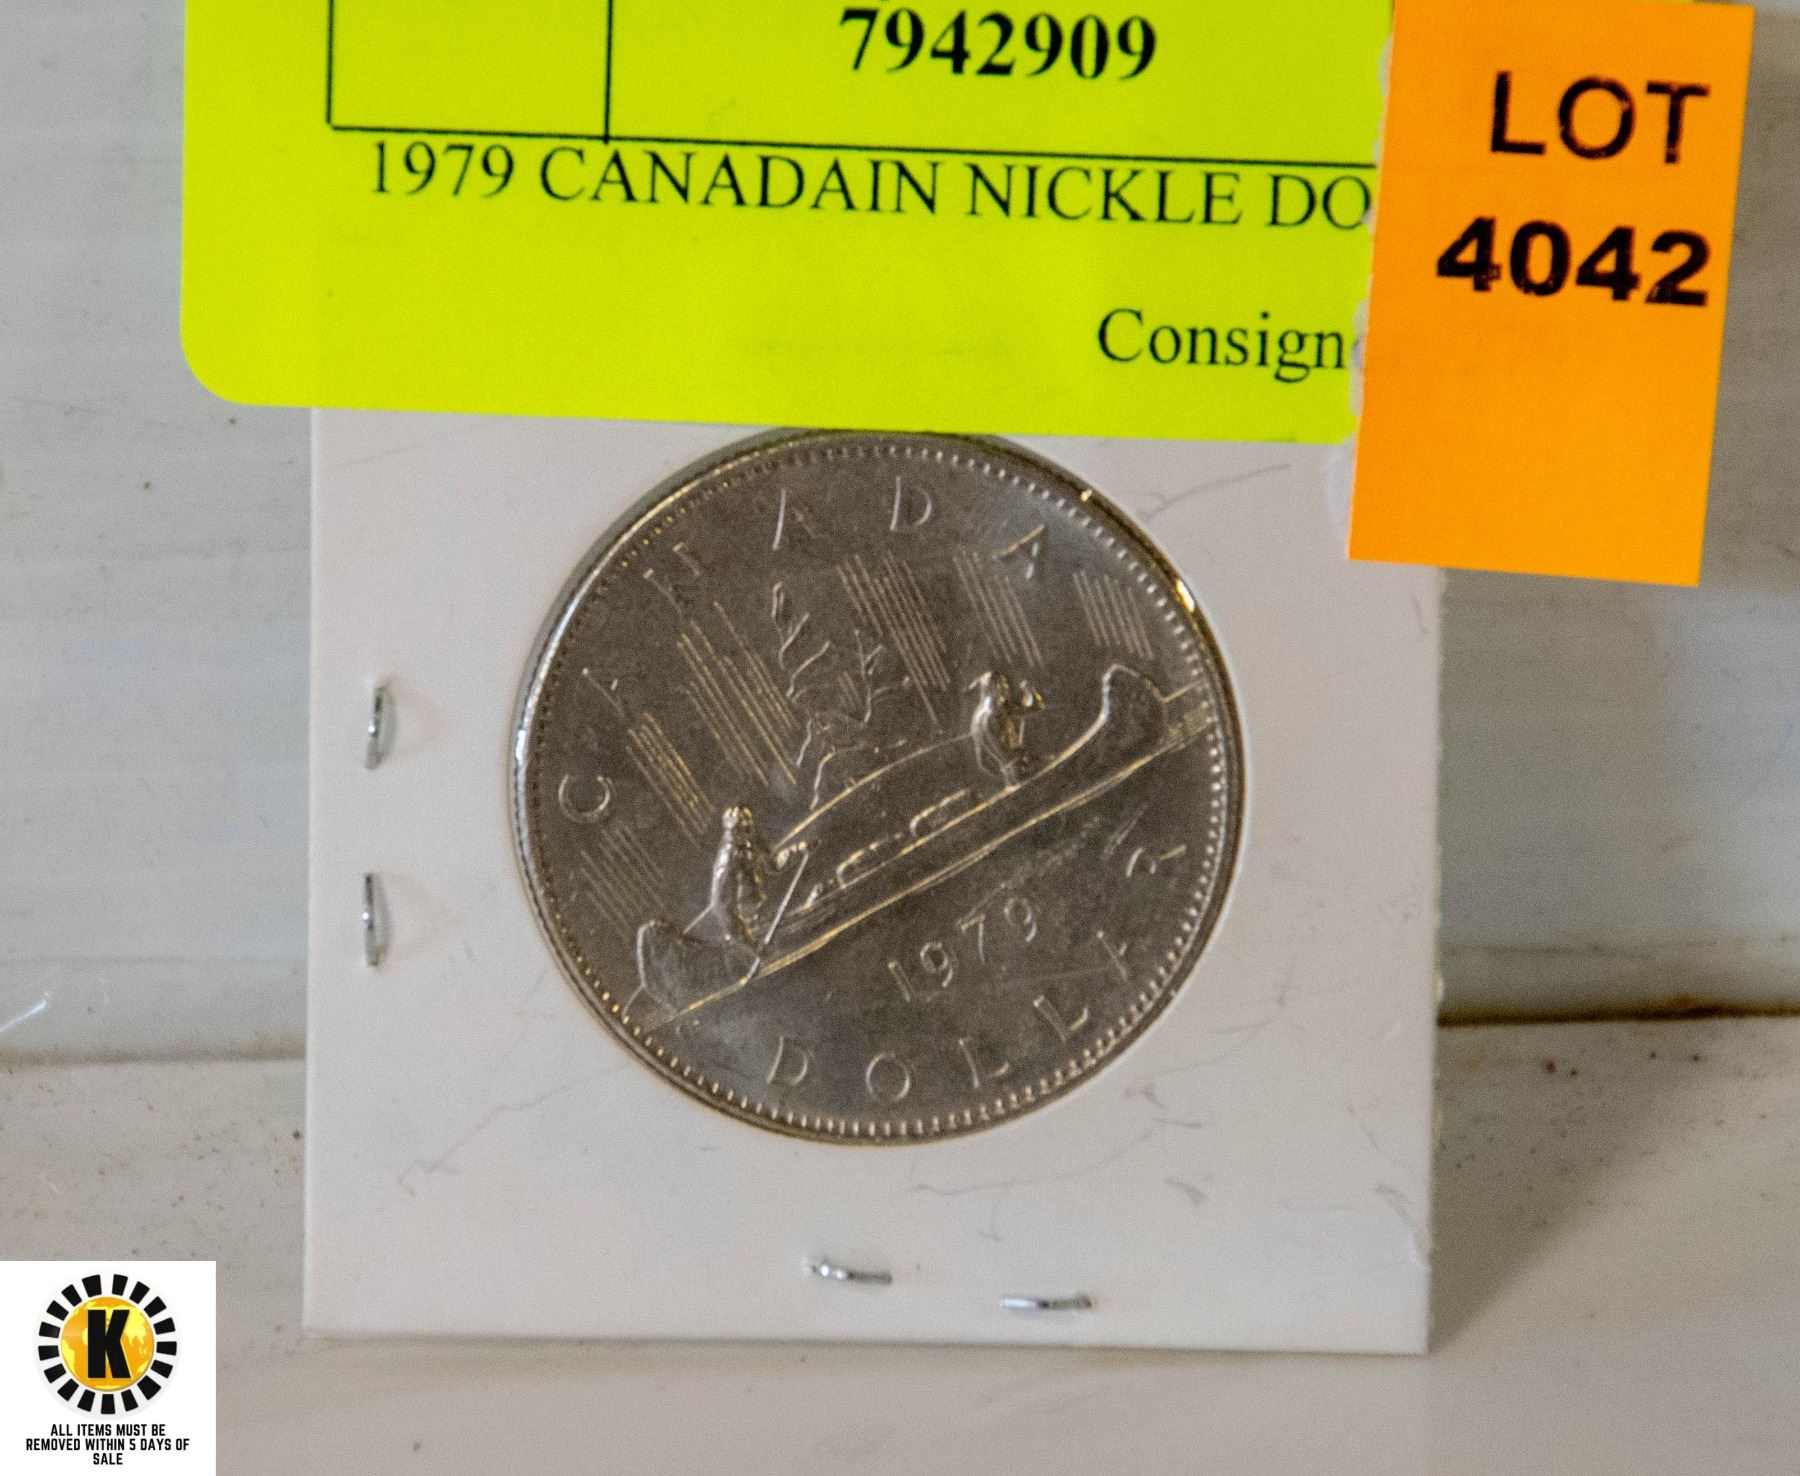 7942909
1979 CANADAIN NICKLE DO
Consign
LOT
4042
CANADA
1979
DOLLAR
K
ALL ITEMS MUST BE
REMOVED WITHIN 5 DAYS OF
SALE